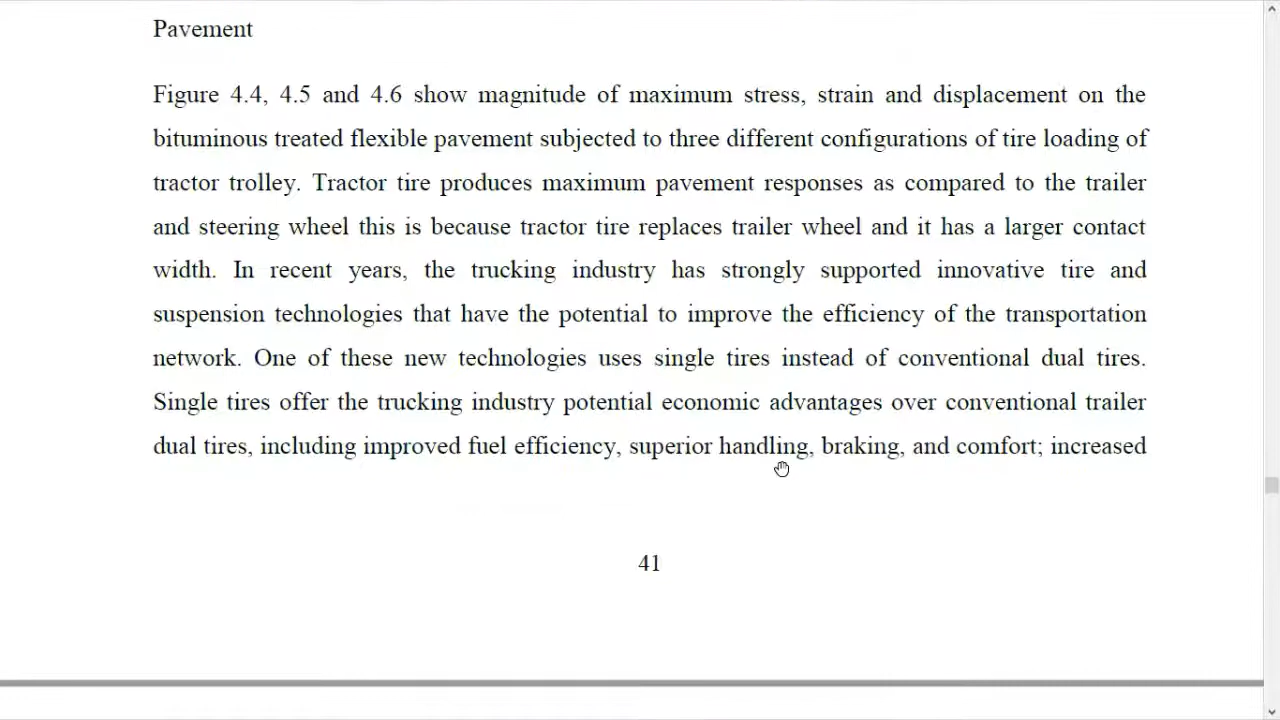 Pavement
Figure 4.4, 4.5 and 4.6 show magnitude of maximum stress, strain and displacement on the
bituminous treated flexible pavement subjected to three different configurations of tire loading of
tractor trolley. Tractor tire produces maximum pavement responses as compared to the trailer
and steering wheel this is because tractor tire replaces trailer wheel and it has a larger contact
width. In recent years, the trucking industry has strongly supported innovative tire and
suspension technologies that have the potential to improve the efficiency of the transportation
network. One of these new technologies uses single tires instead of conventional dual tires.
Single tires offer the trucking industry potential economic advantages over conventional trailer
dual tires, including improved fuel efficiency, superior handling, braking, and comfort; increased
41